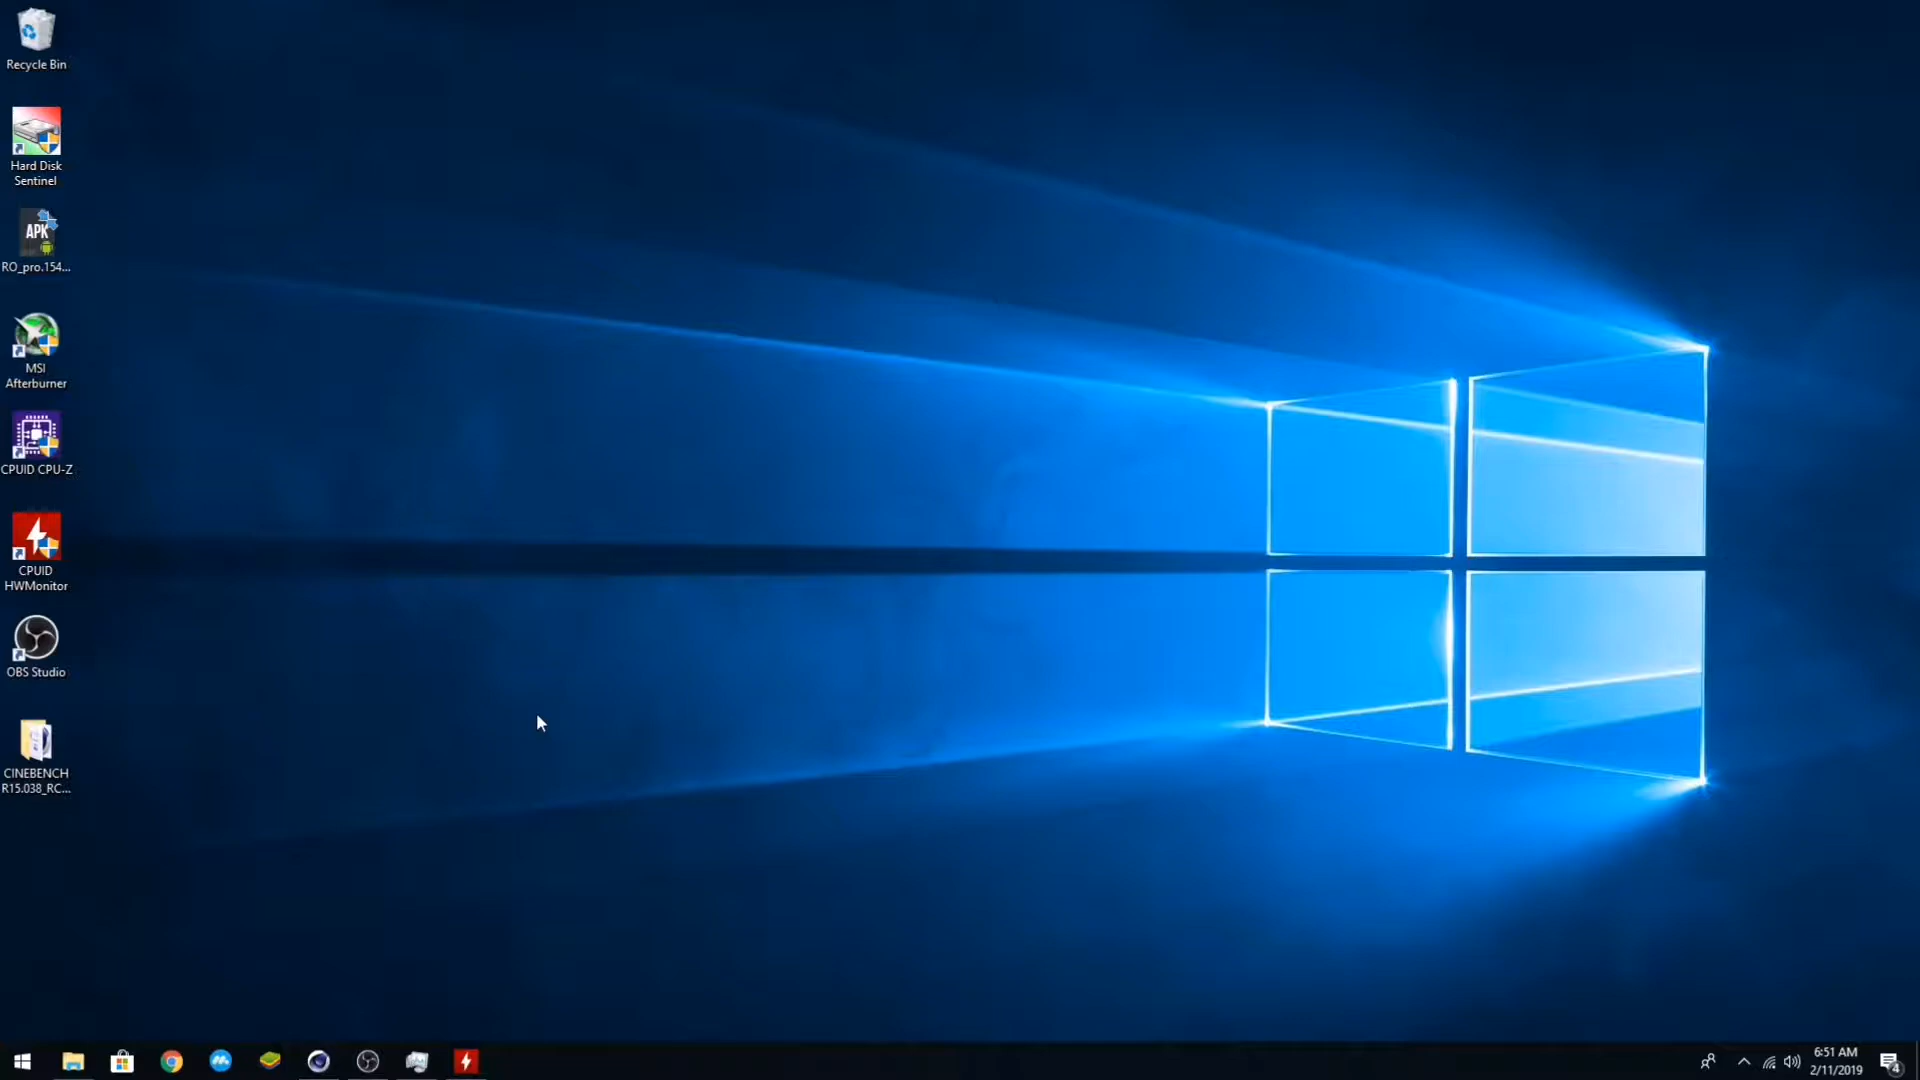 Recycle Bin
Hard Disk
Sentinel
APK
RO_pro.154...
MSI
Afterburner
CPUID CPU-Z
CPUID
HWMonitor
OBS Studio
CINEBENCH
R15.038_RC...
6:51 AM
2/11/2019
4